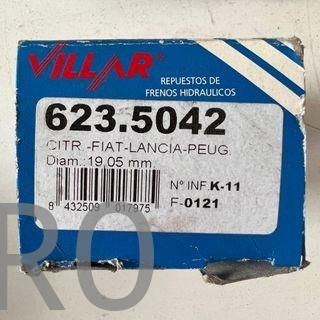 VILLAR®
REPUESTOS DE
FRENOS HIDRAULICOS
623.5042
CITR.-FIAT-LANCIA-PEUG.
Diam.:19,05 mm.
Nº INF K-11
F-0121
8 432509 017975
RO